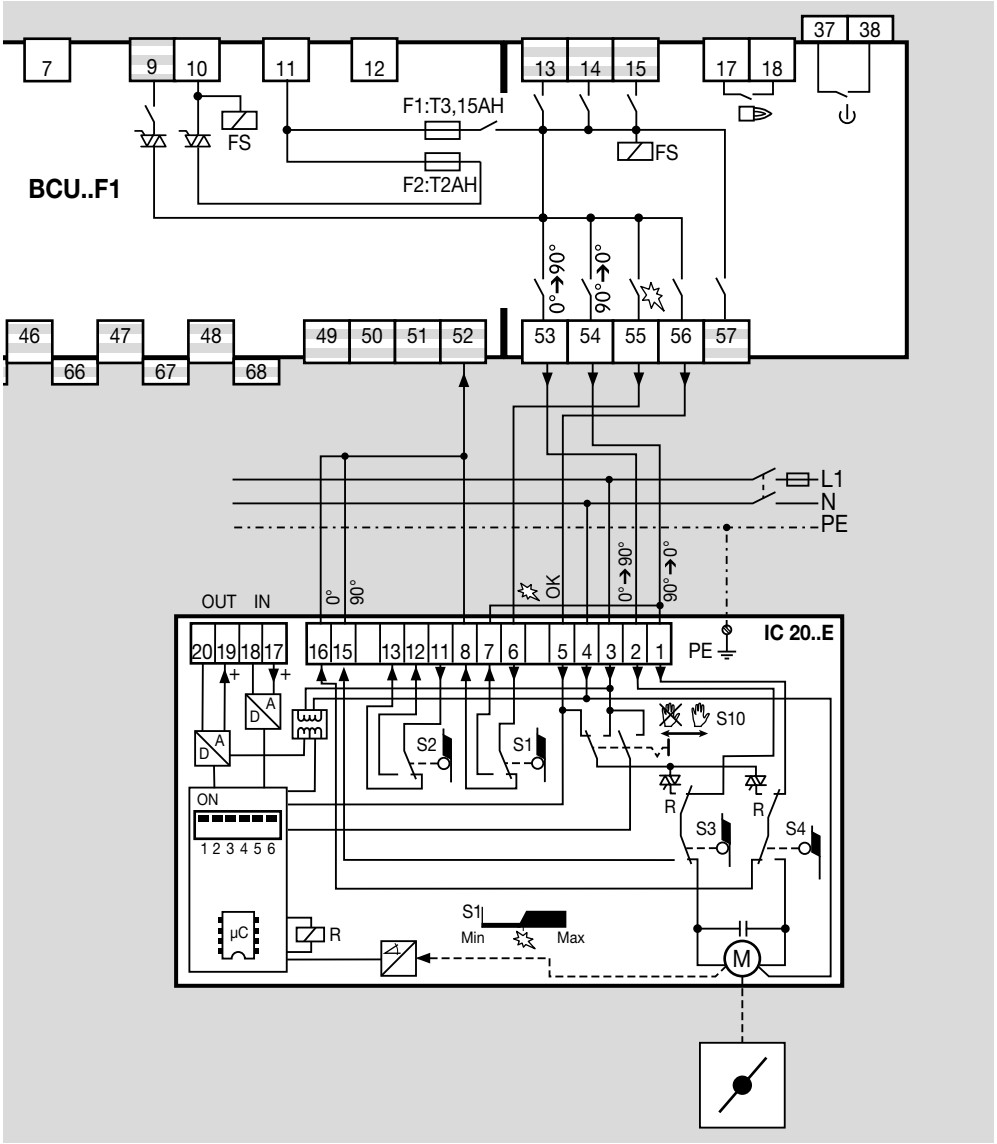 37 38
7 9 10 11 12 13 14 15 17 18
F1:T3,15AH
FS
FS
F2:T2AH
BCU..F1
0°➔90°
90°➔0°
46 47 48 49 50 51 52 53 54 55 56 57
66 67 68
L1
N
PE
0°
90°
OK
0°➔90°
90°➔0°
OUT IN
IC 20..E
20 19 18 17 16 15 13 12 11 8 7 6 5 4 3 2 1
PE
+ +
A
D
A
D
S2
S1
S10
ON
R
R
1 2 3 4 5 6
S3
S4
S1
µC
R
Min
Max
M